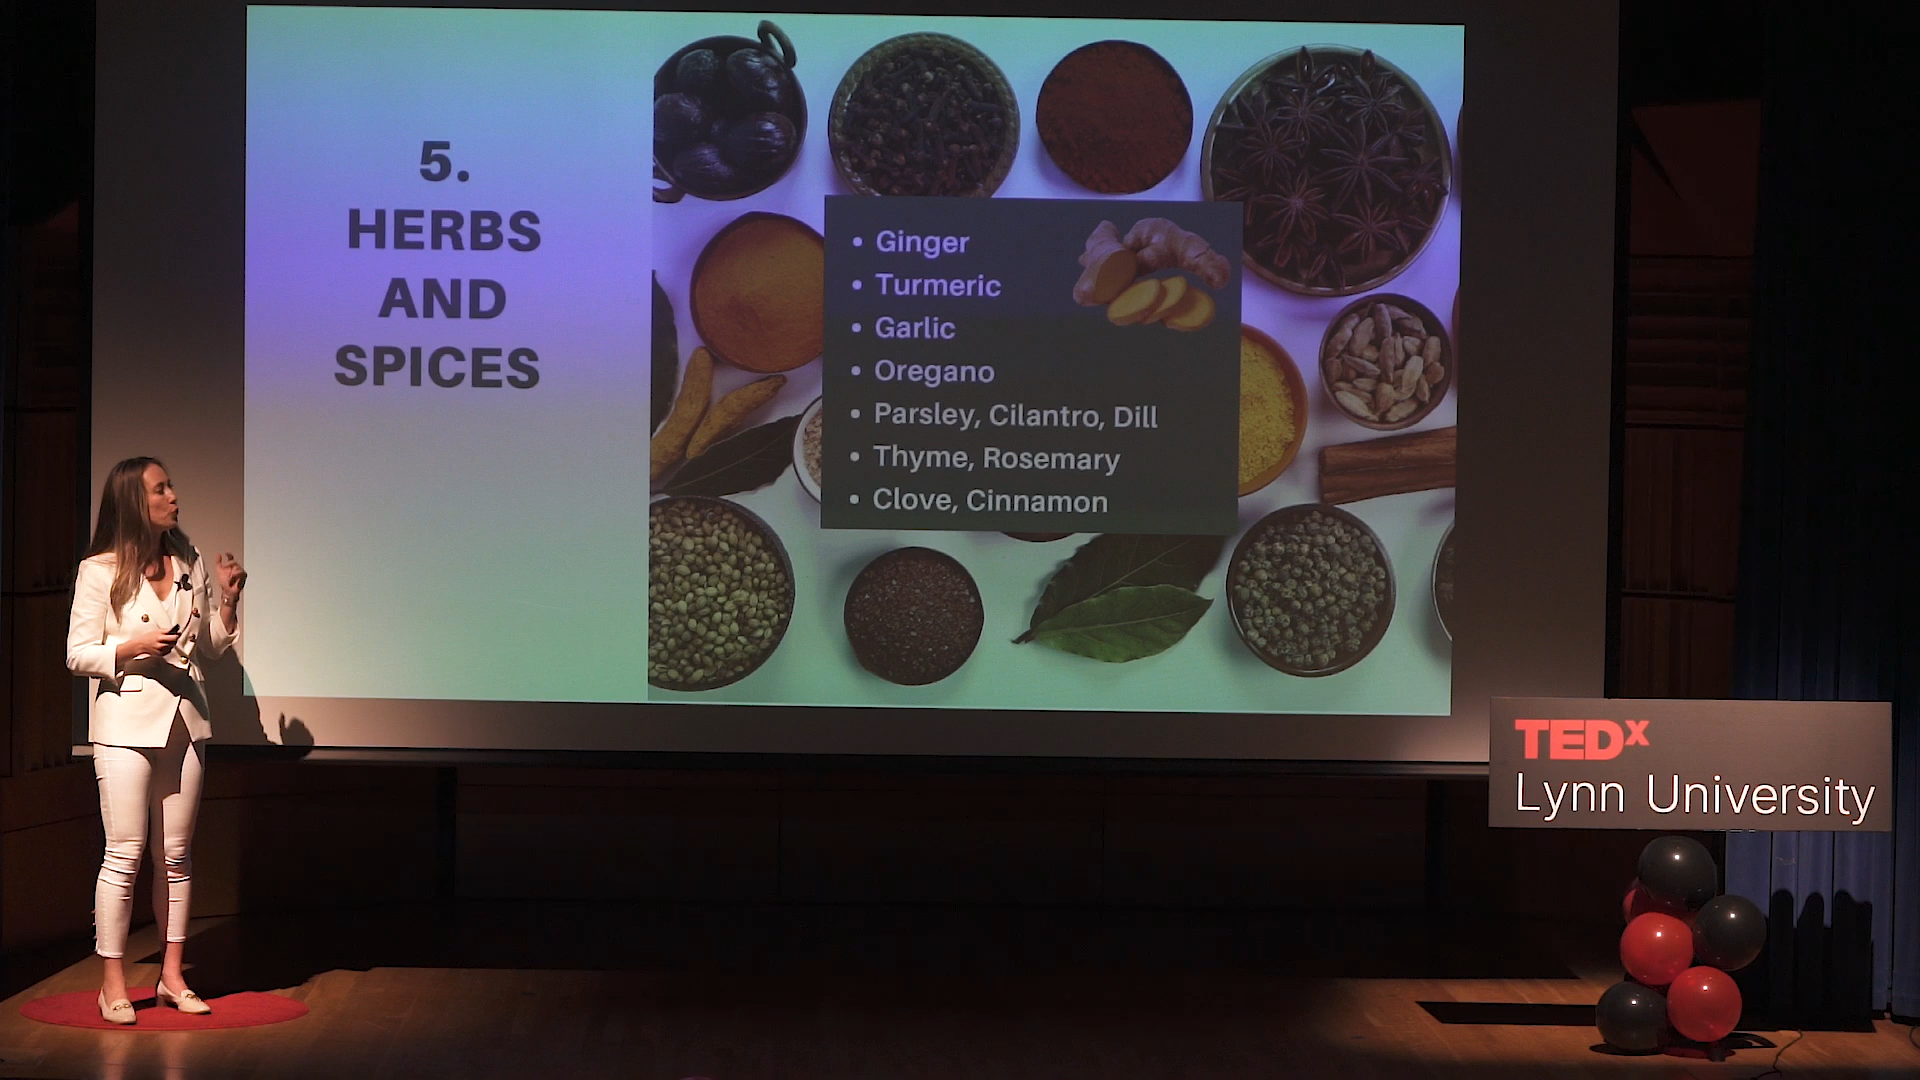 5.
HERBS
AND
SPICES
• Ginger
• Turmeric
• Garlic
• Oregano
• Parsley, Cilantro, Dill
• Thyme, Rosemary
• Clove, Cinnamon
TEDx
Lynn University